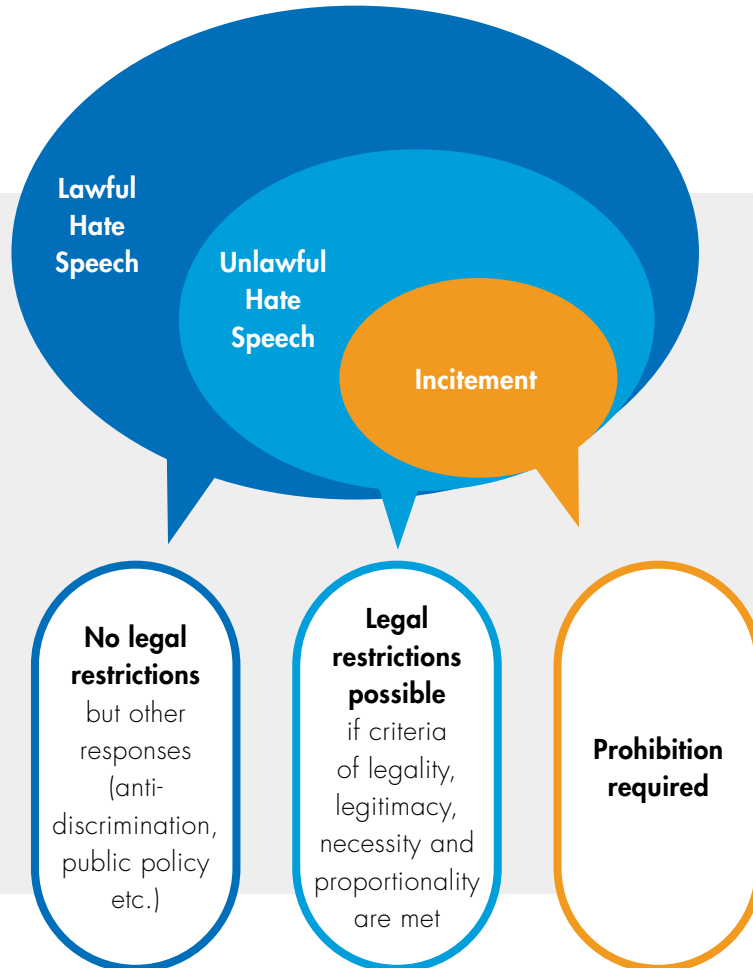 Lawful
Hate
Speech
Unlawful
Hate
Speech
Incitement
No legal
restrictions
but other
responses
(anti-
discrimination,
public policy
etc.)
Legal
restrictions
possible
if criteria
of legality,
legitimacy,
necessity and
proportionality
are met
Prohibition
required